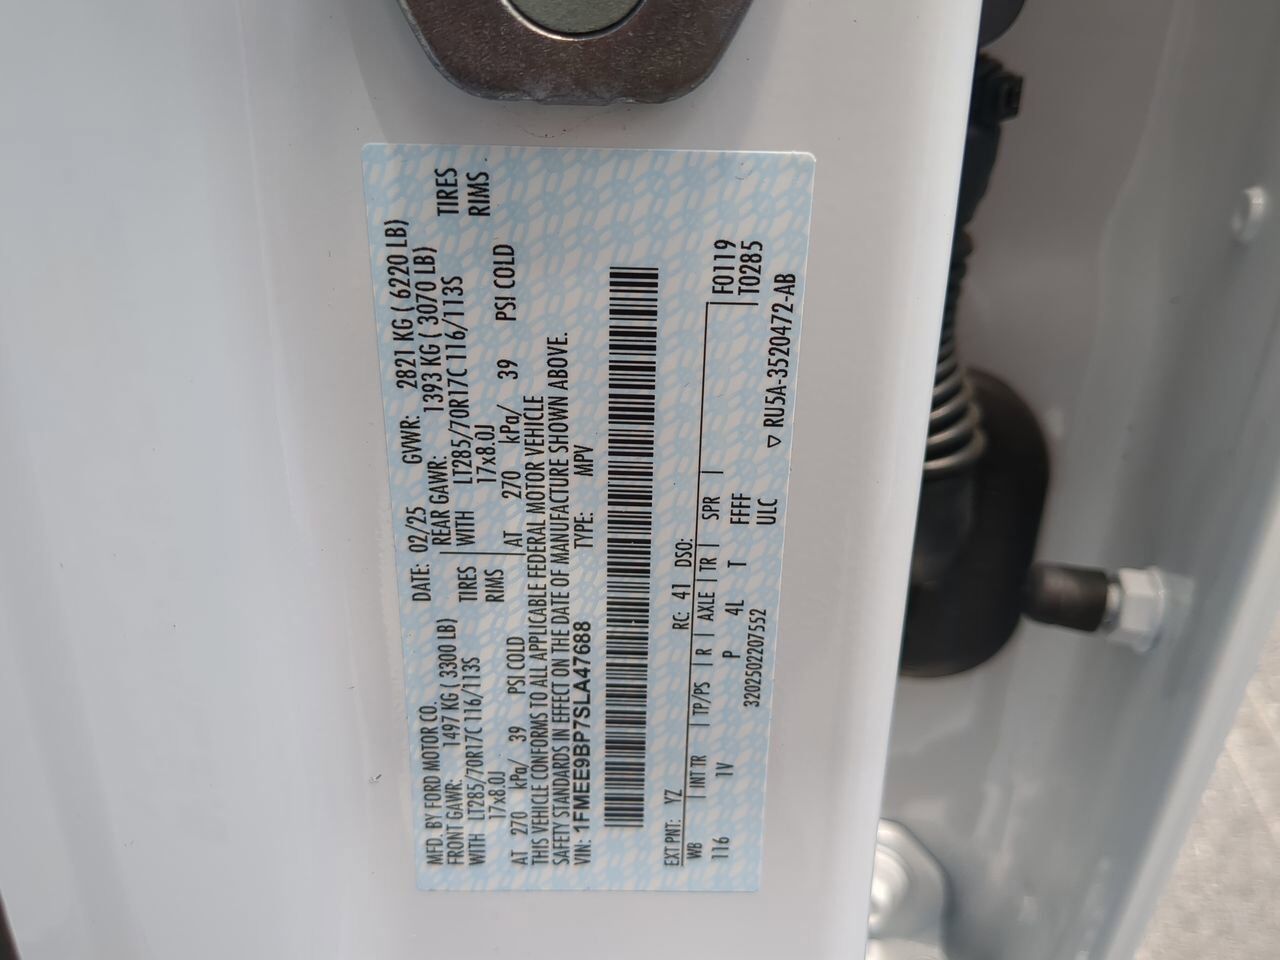 MFD. BY FORD MOTOR CO.
DATE: 02/25 GVWR: 2821 KG ( 6220 LB)
FRONT GAWR: 1497 KG ( 3300 LB)
REAR GAWR: 1393 KG ( 3070 LB)
WITH LT285/70R17C 116/113S TIRES
WITH LT285/70R17C 116/113S TIRES
17x8.0J RIMS
17x8.0J RIMS
AT 270 kPa/ 39 PSI COLD
AT 270 kPa/ 39 PSI COLD
THIS VEHICLE CONFORMS TO ALL APPLICABLE FEDERAL MOTOR VEHICLE
SAFETY STANDARDS IN EFFECT ON THE DATE OF MANUFACTURE SHOWN ABOVE.
VIN: 1FMEE9BP7SLA47688 TYPE: MPV
EXT PNT: YZ RC: 41 DSO:
WB INT TR TP/PS R AXLE TR SPR F0119
116 1V P 4L T FFFF T0285
3202502207552 ULC
▽ RU5A-3520472-AB